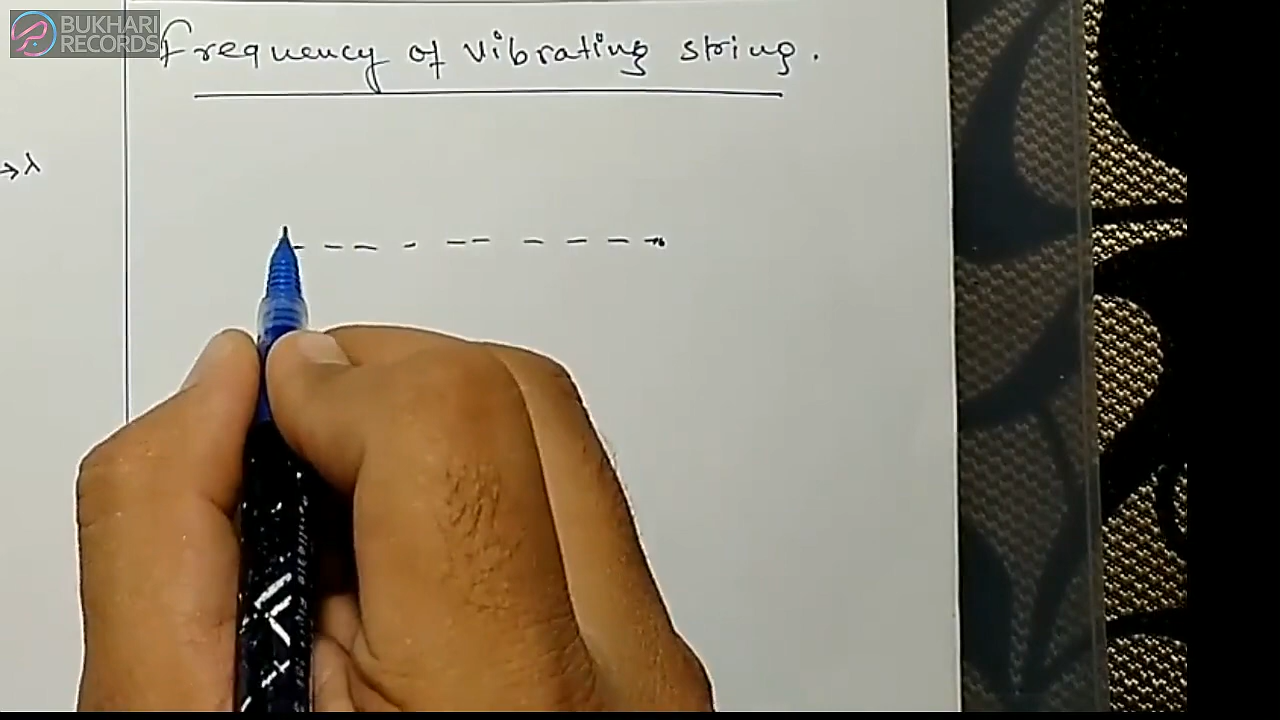 BUKHARI
RECORDS
Frequency of vibrating string.
→λ